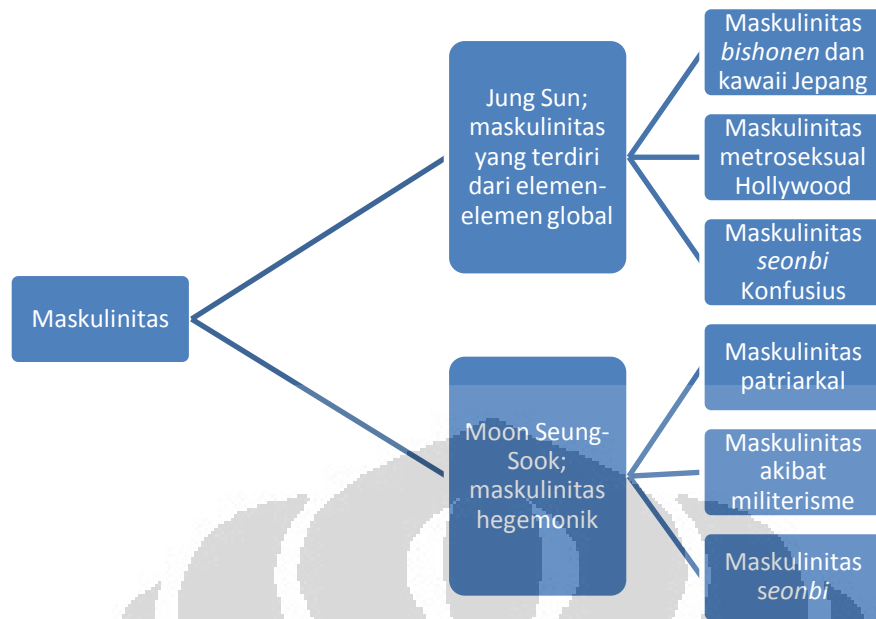 Maskulinitas
Jung Sun;
maskulinitas
yang terdiri
dari elemen-
elemen global
Maskulinitas
bishonen dan
kawaii Jepang
Maskulinitas
metroseksual
Hollywood
Maskulinitas
seonbi
Konfusius
Moon Seung-
Sook;
maskulinitas
hegemonik
Maskulinitas
patriarkal
Maskulinitas
akibat
militerisme
Maskulinitas
seonbi